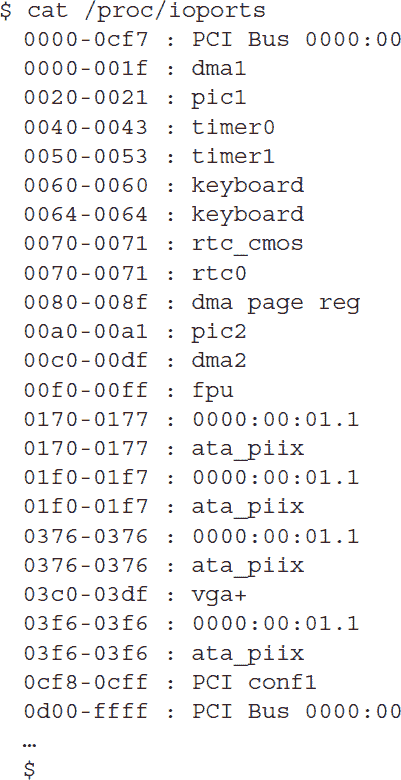 $ cat /proc/ioports
0000-0cf7 : PCI Bus 0000:00
0000-001f : dma1
0020-0021 : pic1
0040-0043 : timer0
0050-0053 : timer1
0060-0060 : keyboard
0064-0064 : keyboard
0070-0071 : rtc_cmos
0070-0071 : rtc0
0080-008f : dma page reg
00a0-00a1 : pic2
00c0-00df : dma2
00f0-00ff : fpu
0170-0177 : 0000:00:01.1
0170-0177 : ata_piix
01f0-01f7 : 0000:00:01.1
01f0-01f7 : ata_piix
0376-0376 : 0000:00:01.1
0376-0376 : ata_piix
03c0-03df : vga+
03f6-03f6 : 0000:00:01.1
03f6-03f6 : ata_piix
0cf8-0cff : PCI conf1
0d00-ffff : PCI Bus 0000:00
…
$